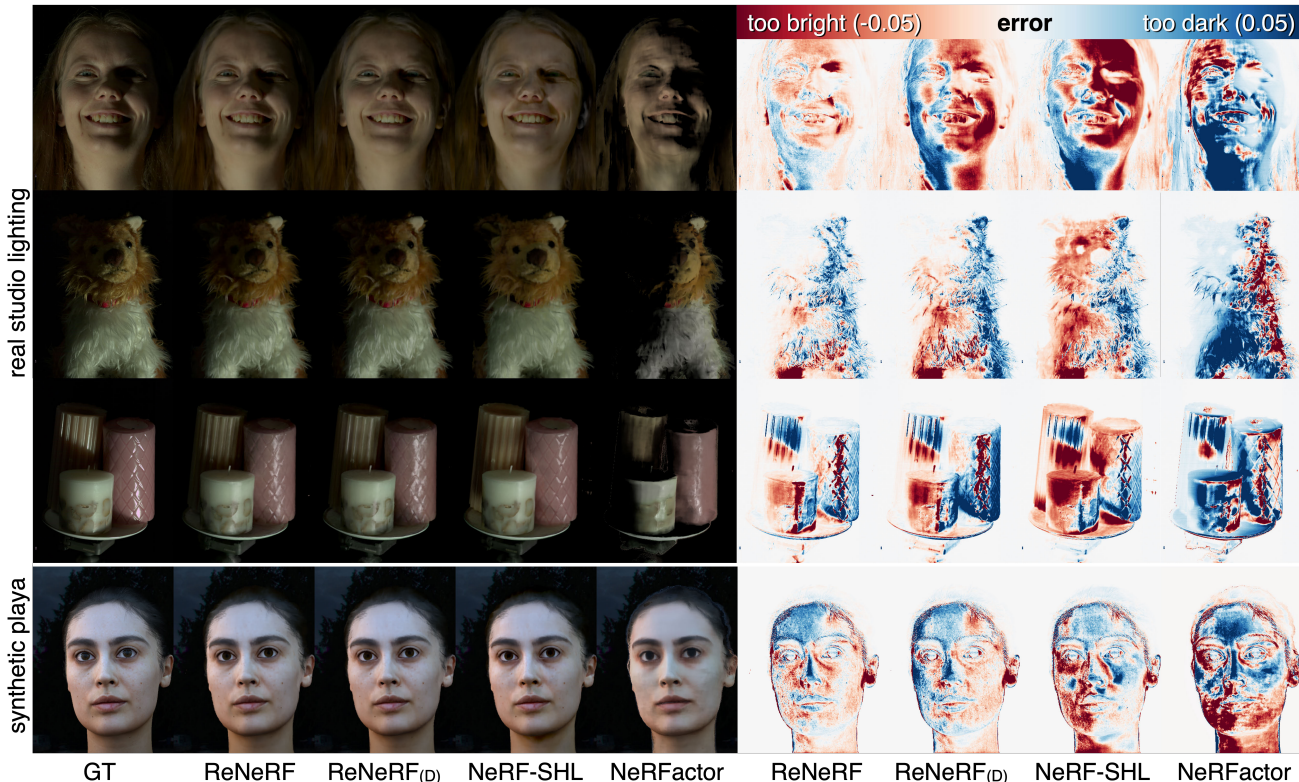 too bright (-0.05) error too dark (0.05)
real studio lighting
synthetic playa
GT ReNeRF ReNeRF(D) NeRF-SHL NeRFactor ReNeRF ReNeRF(D) NeRF-SHL NeRFactor